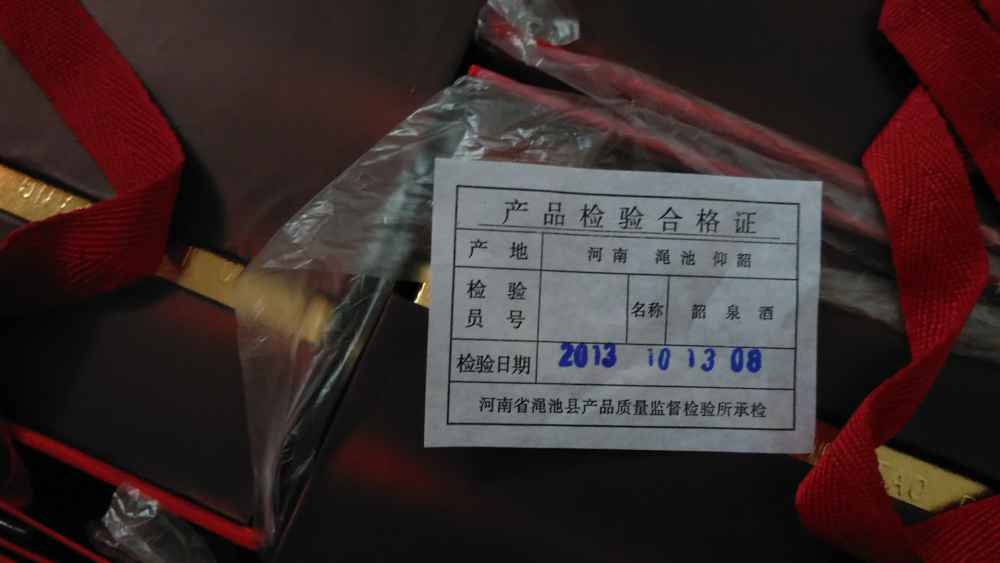 产品检验合格证
产地 河南 渑池 仰韶
检验员号 名称 韶泉酒
检验日期 2013 10 13 08
河南省渑池县产品质量监督检验所承检